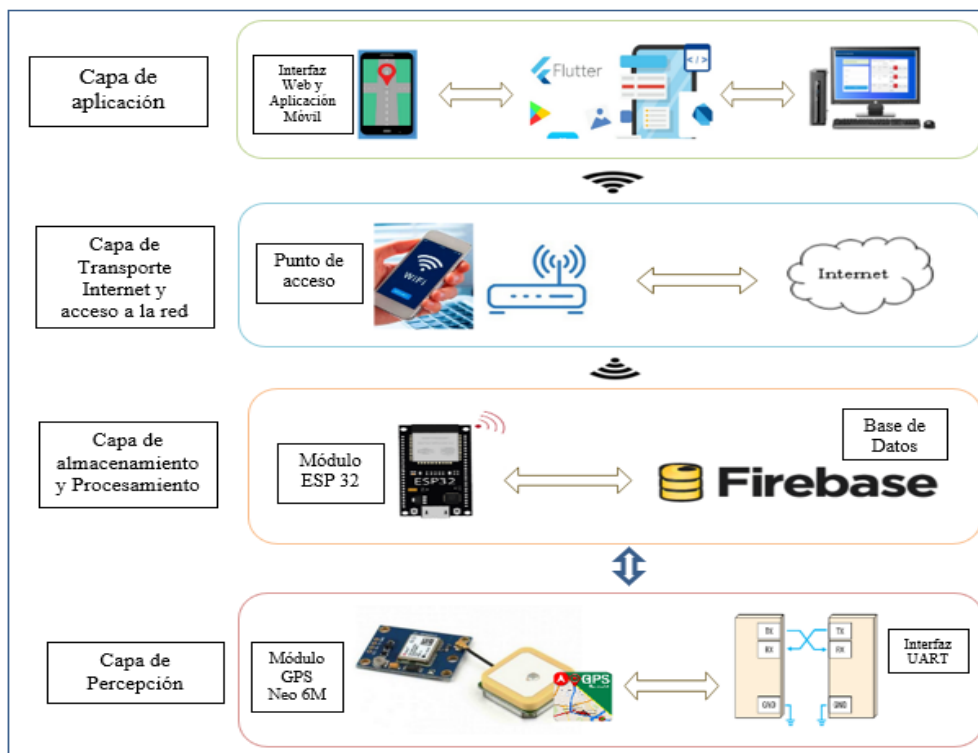 Capa de
aplicación
Interfaz
Web y
Aplicación
Móvil
Flutter
</>
Capa de
Transporte
Internet y
acceso a la red
Punto de
acceso
WiFi
Internet
Capa de
almacenamiento
y Procesamiento
Módulo
ESP 32
ESP32
Base de
Datos
Firebase
Capa de
Percepción
Módulo
GPS
Neo 6M
GPS
TX
RX
GND
TX
RX
GND
Interfaz
UART